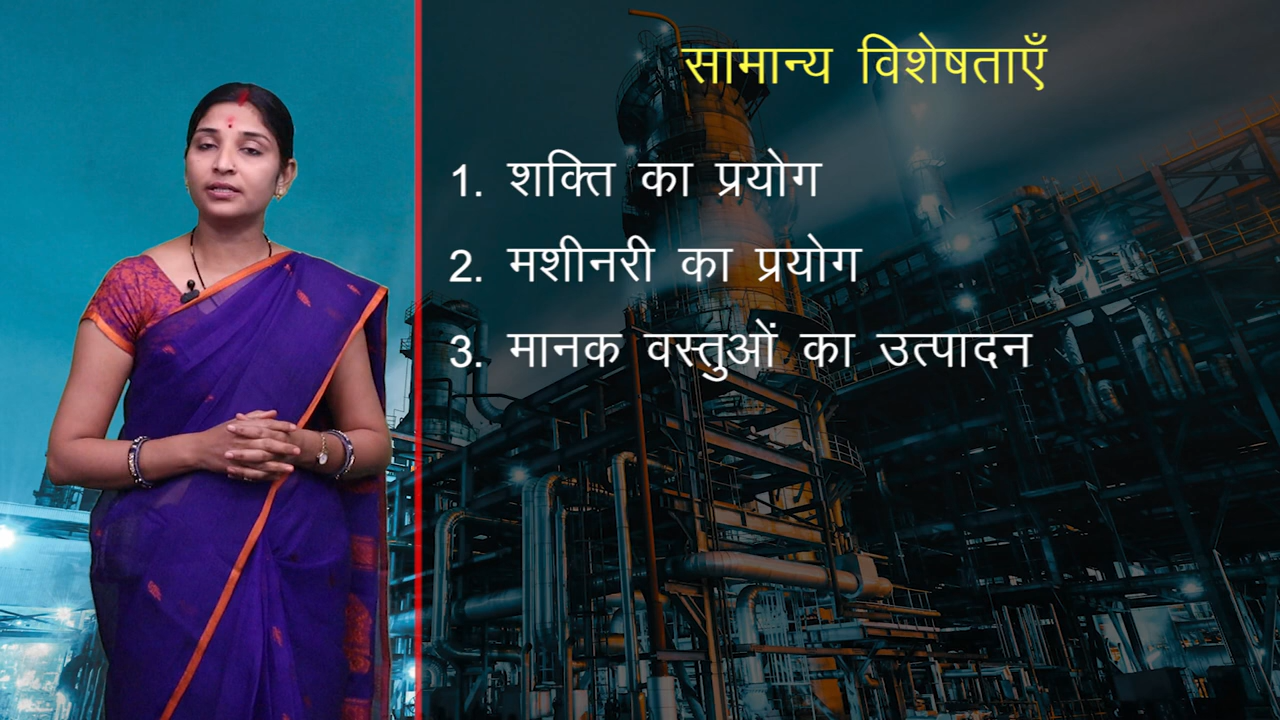 सामान्य विशेषताएँ
1. शक्ति का प्रयोग
2. मशीनरी का प्रयोग
3. मानक वस्तुओं का उत्पादन